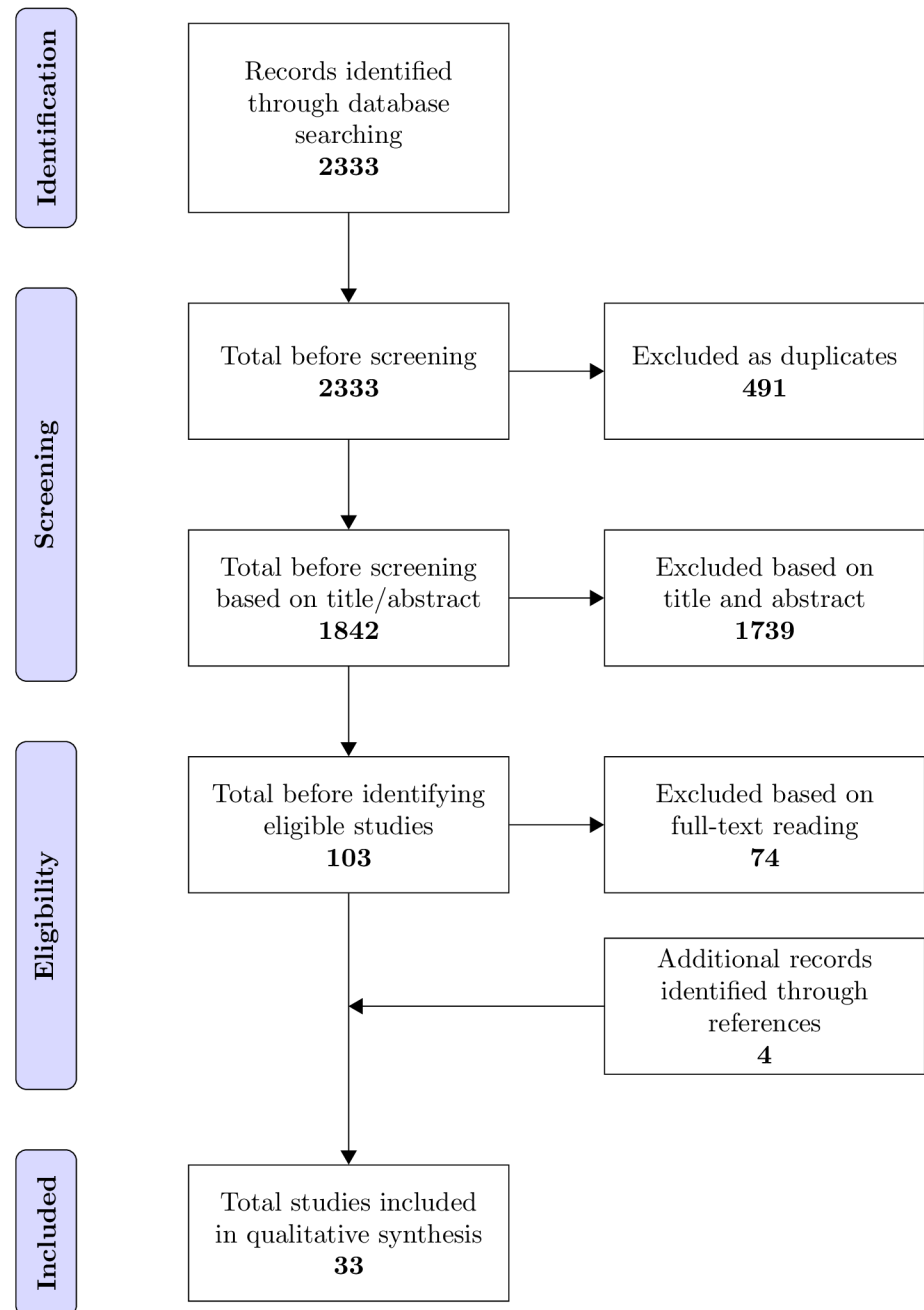 Identification
Records identified
through database
searching
2333
Screening
Total before screening
2333
Excluded as duplicates
491
Total before screening
based on title/abstract
1842
Excluded based on
title and abstract
1739
Eligibility
Total before identifying
eligible studies
103
Excluded based on
full-text reading
74
Additional records
identified through
references
4
Included
Total studies included
in qualitative synthesis
33